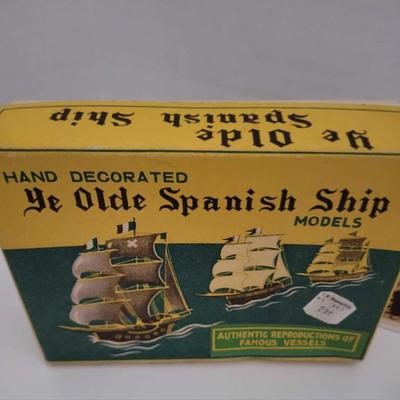 Ye Olde
Spanish
Ship
HAND DECORATED
Ye Olde Spanish Ship
MODELS
AUTHENTIC REPRODUCTIONS OF
FAMOUS VESSELS